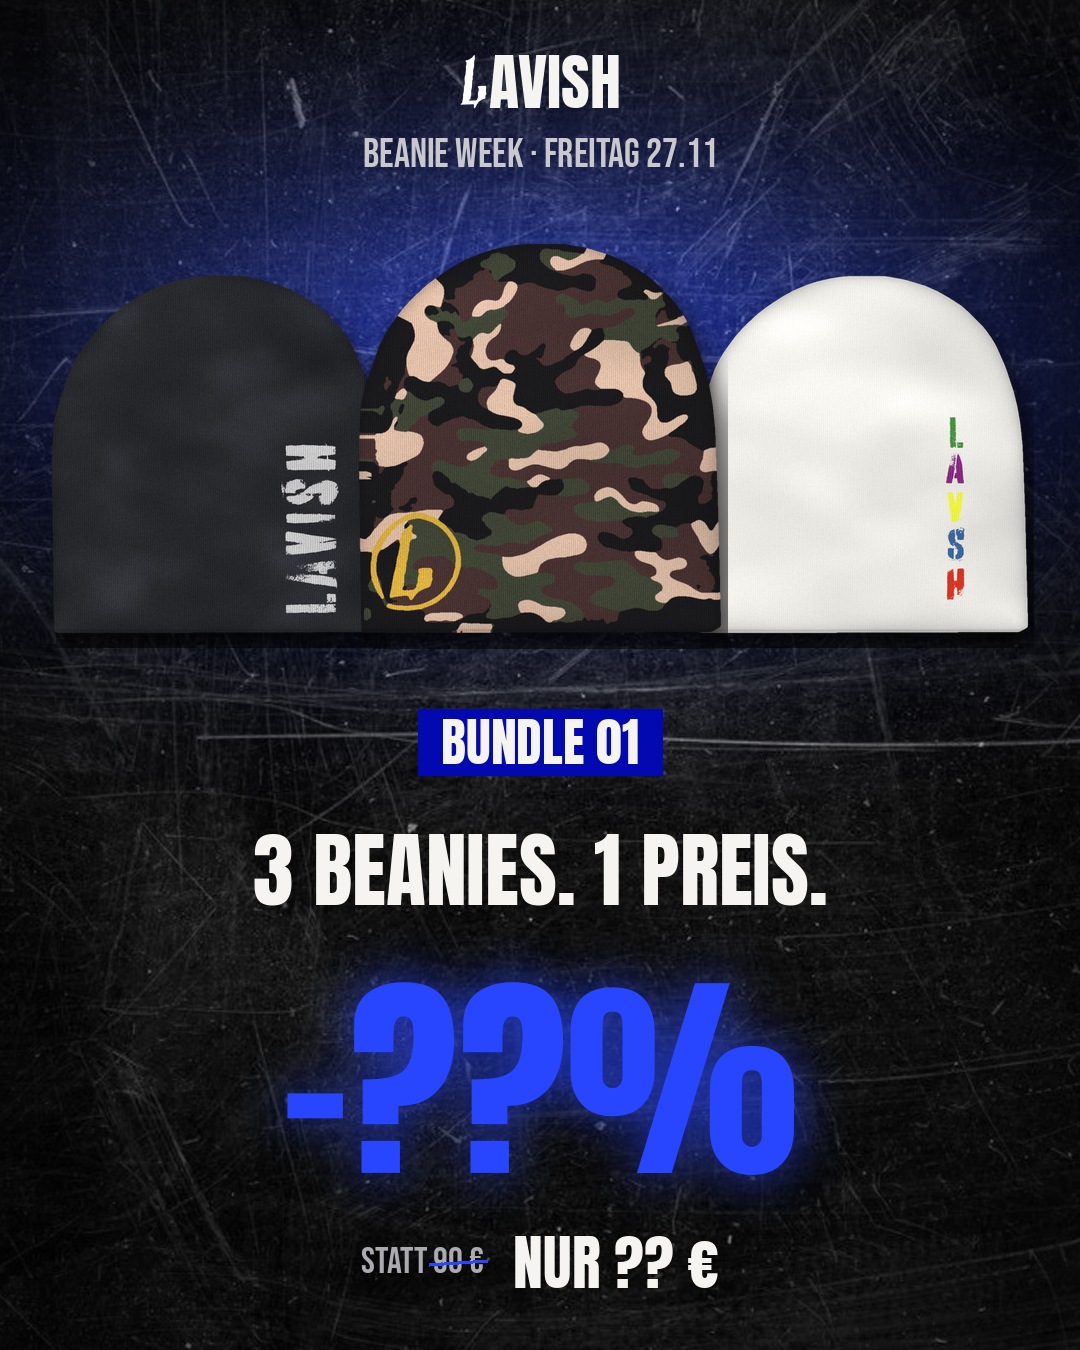 LAVISH
BEANIE WEEK · FREITAG 27.11
LAVISH
L
LAVSH
BUNDLE 01
3 BEANIES. 1 PREIS.
-??%
STATT 90 € NUR ?? €